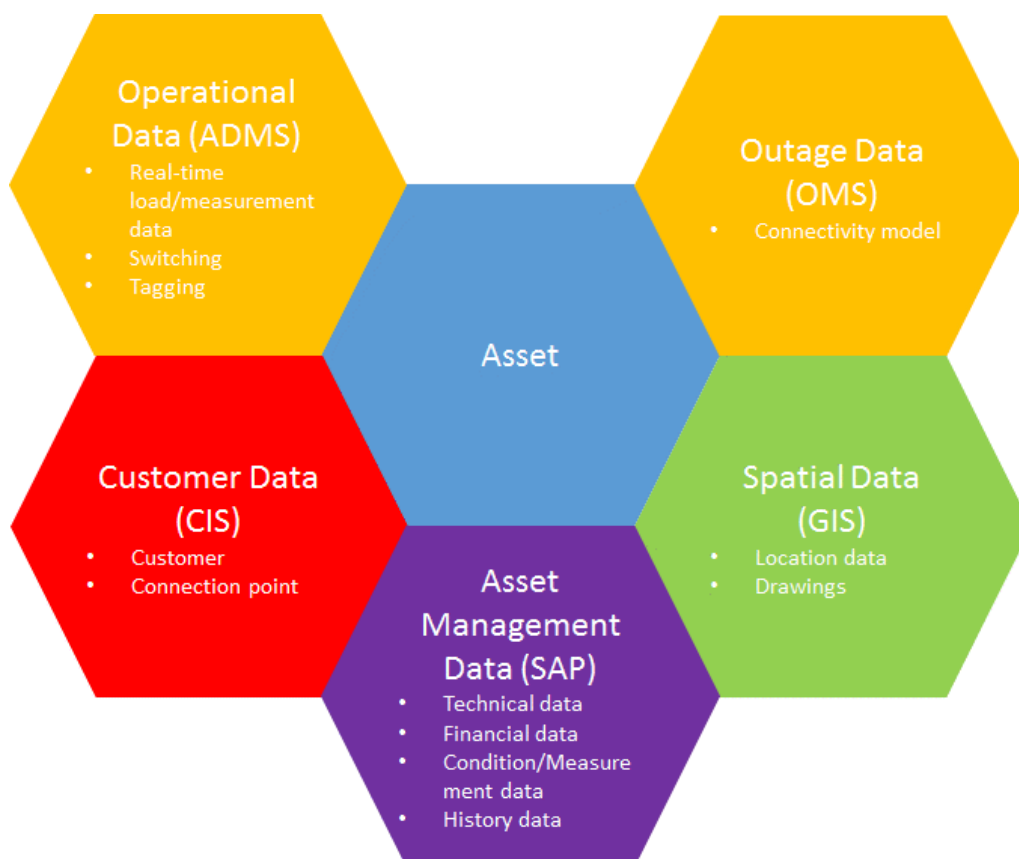 Operational
Data (ADMS)
• Real-time
load/measurement
data
• Switching
• Tagging
Outage Data
(OMS)
• Connectivity model
Asset
Customer Data
(CIS)
• Customer
• Connection point
Spatial Data
(GIS)
• Location data
• Drawings
Asset
Management
Data (SAP)
• Technical data
• Financial data
• Condition/Measure
ment data
• History data